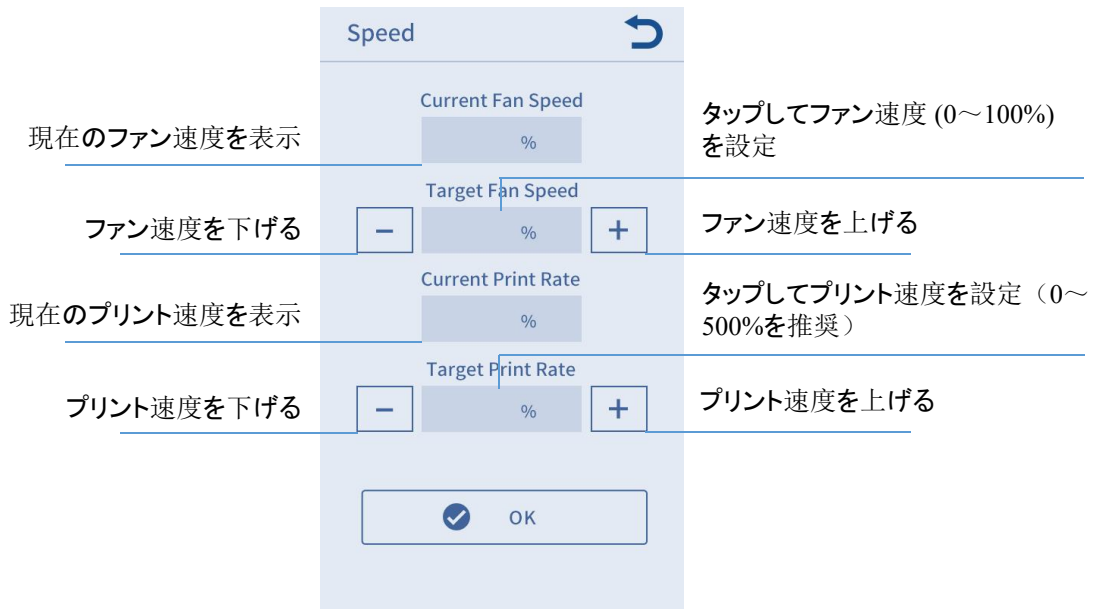 Speed
Current Fan Speed
現在のファン速度を表示
%
タップしてファン速度 (0～100%)
を設定
Target Fan Speed
ファン速度を下げる
− % +
ファン速度を上げる
Current Print Rate
現在のプリント速度を表示
%
タップしてプリント速度を設定（0～
500%を推奨）
Target Print Rate
プリント速度を下げる
− % +
プリント速度を上げる
OK